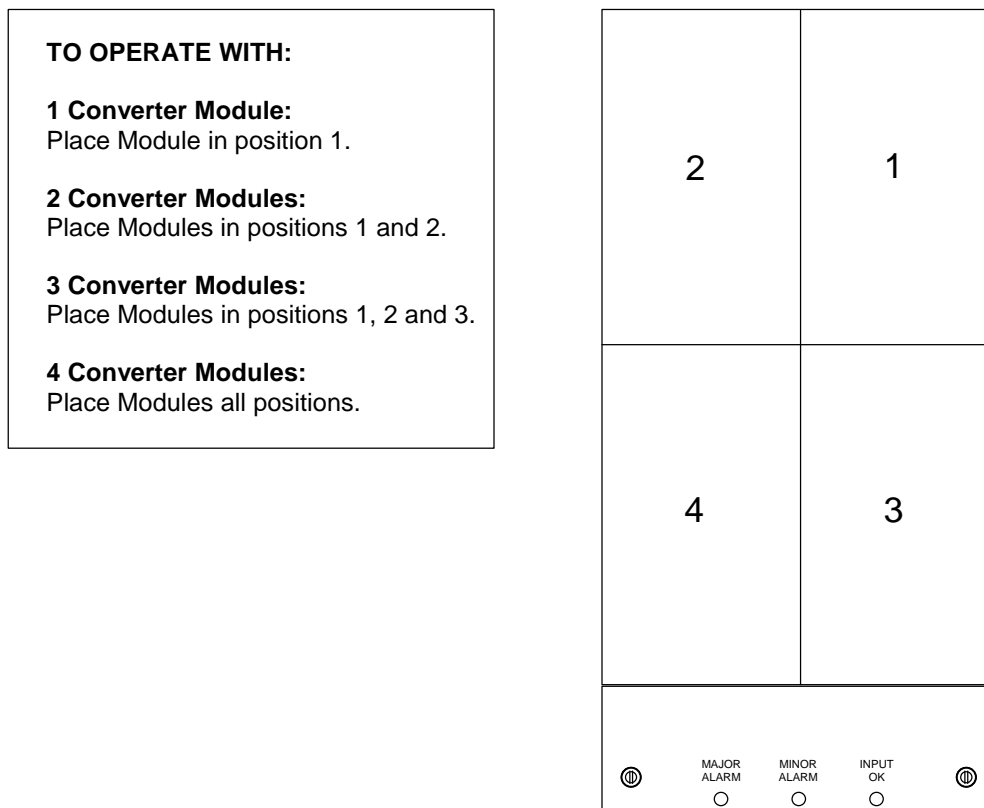 TO OPERATE WITH:
1 Converter Module:
Place Module in position 1.
2 Converter Modules:
Place Modules in positions 1 and 2.
3 Converter Modules:
Place Modules in positions 1, 2 and 3.
4 Converter Modules:
Place Modules all positions.
2
1
4
3
MAJOR
ALARM
MINOR
ALARM
INPUT
OK